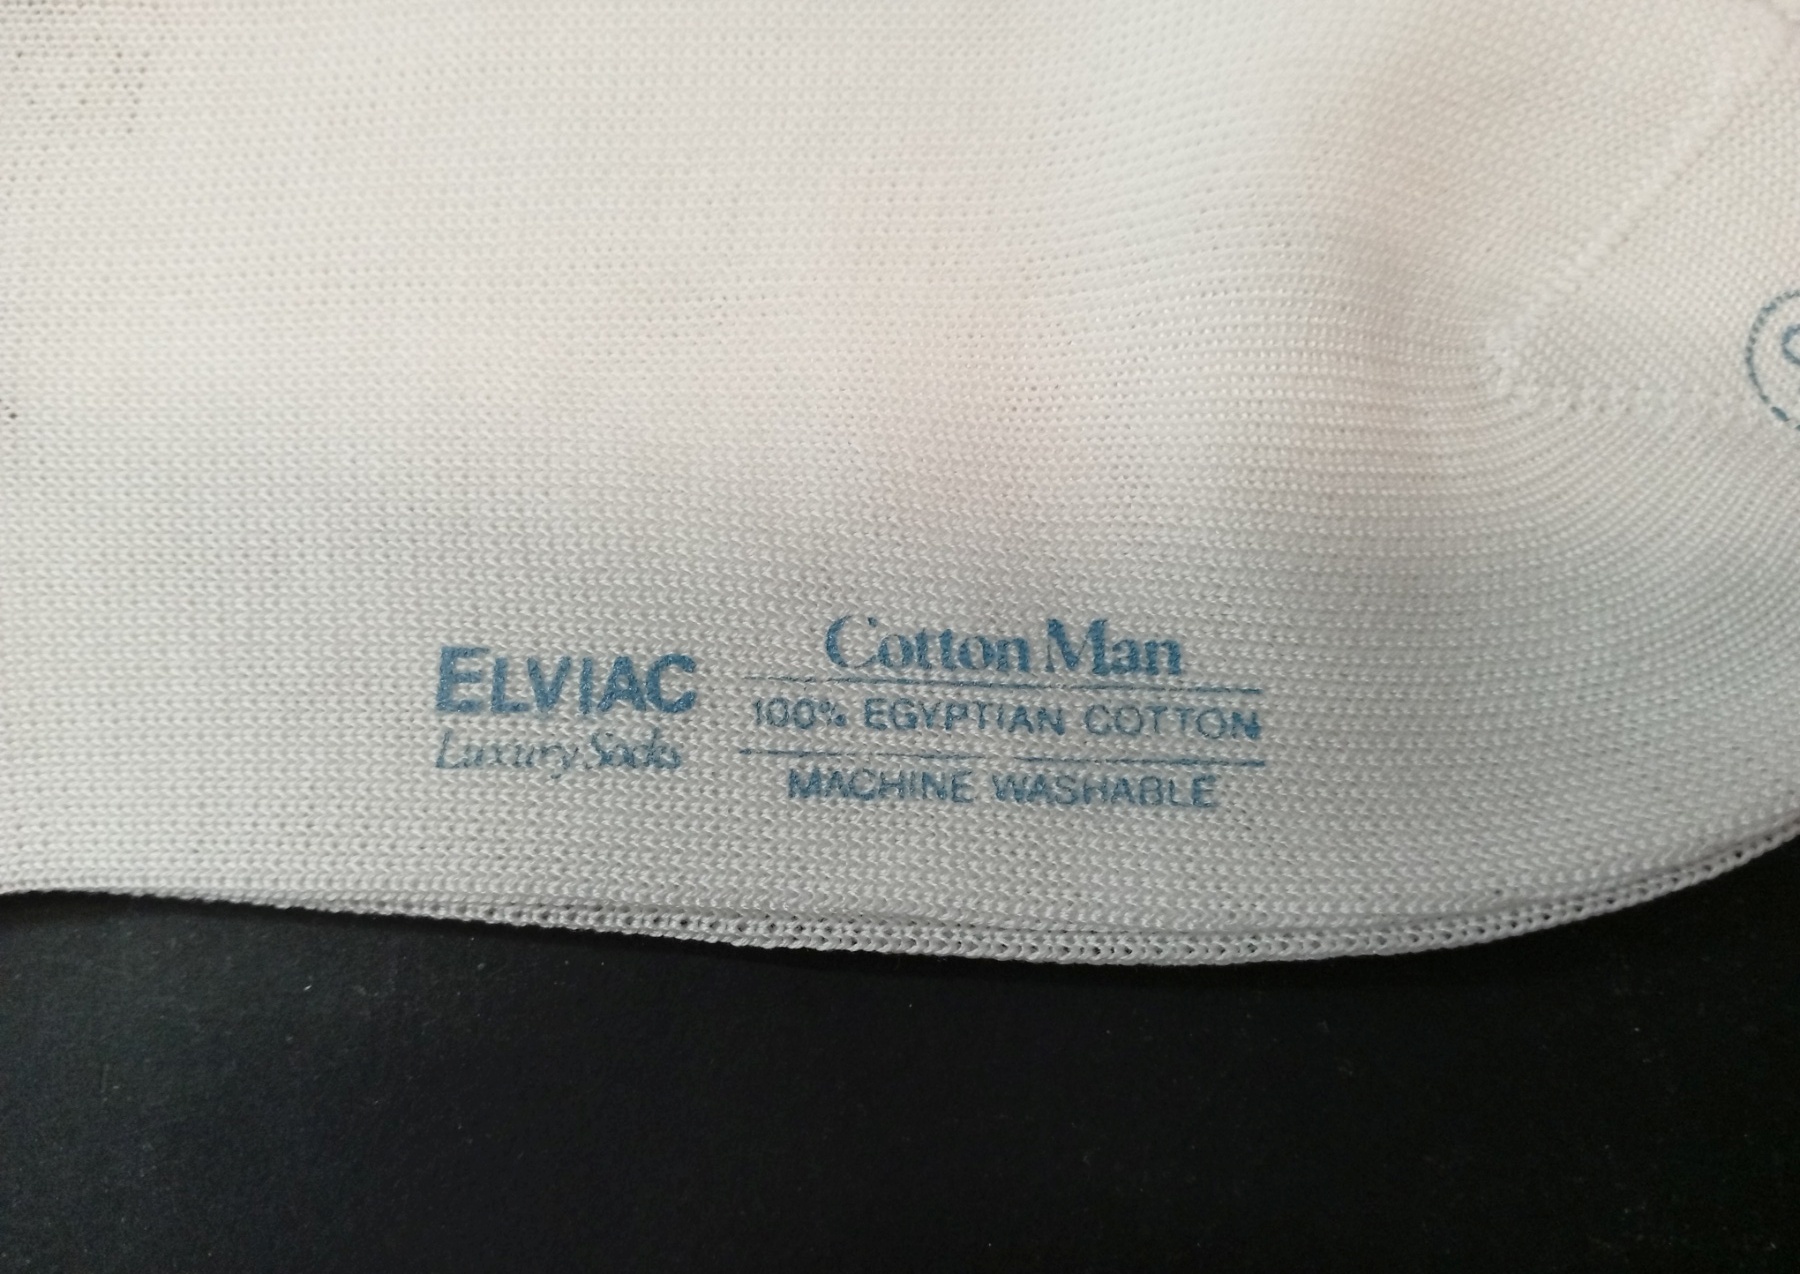 ELVIAC
Luxury Socks
Cotton Man
100% EGYPTIAN COTTON
MACHINE WASHABLE